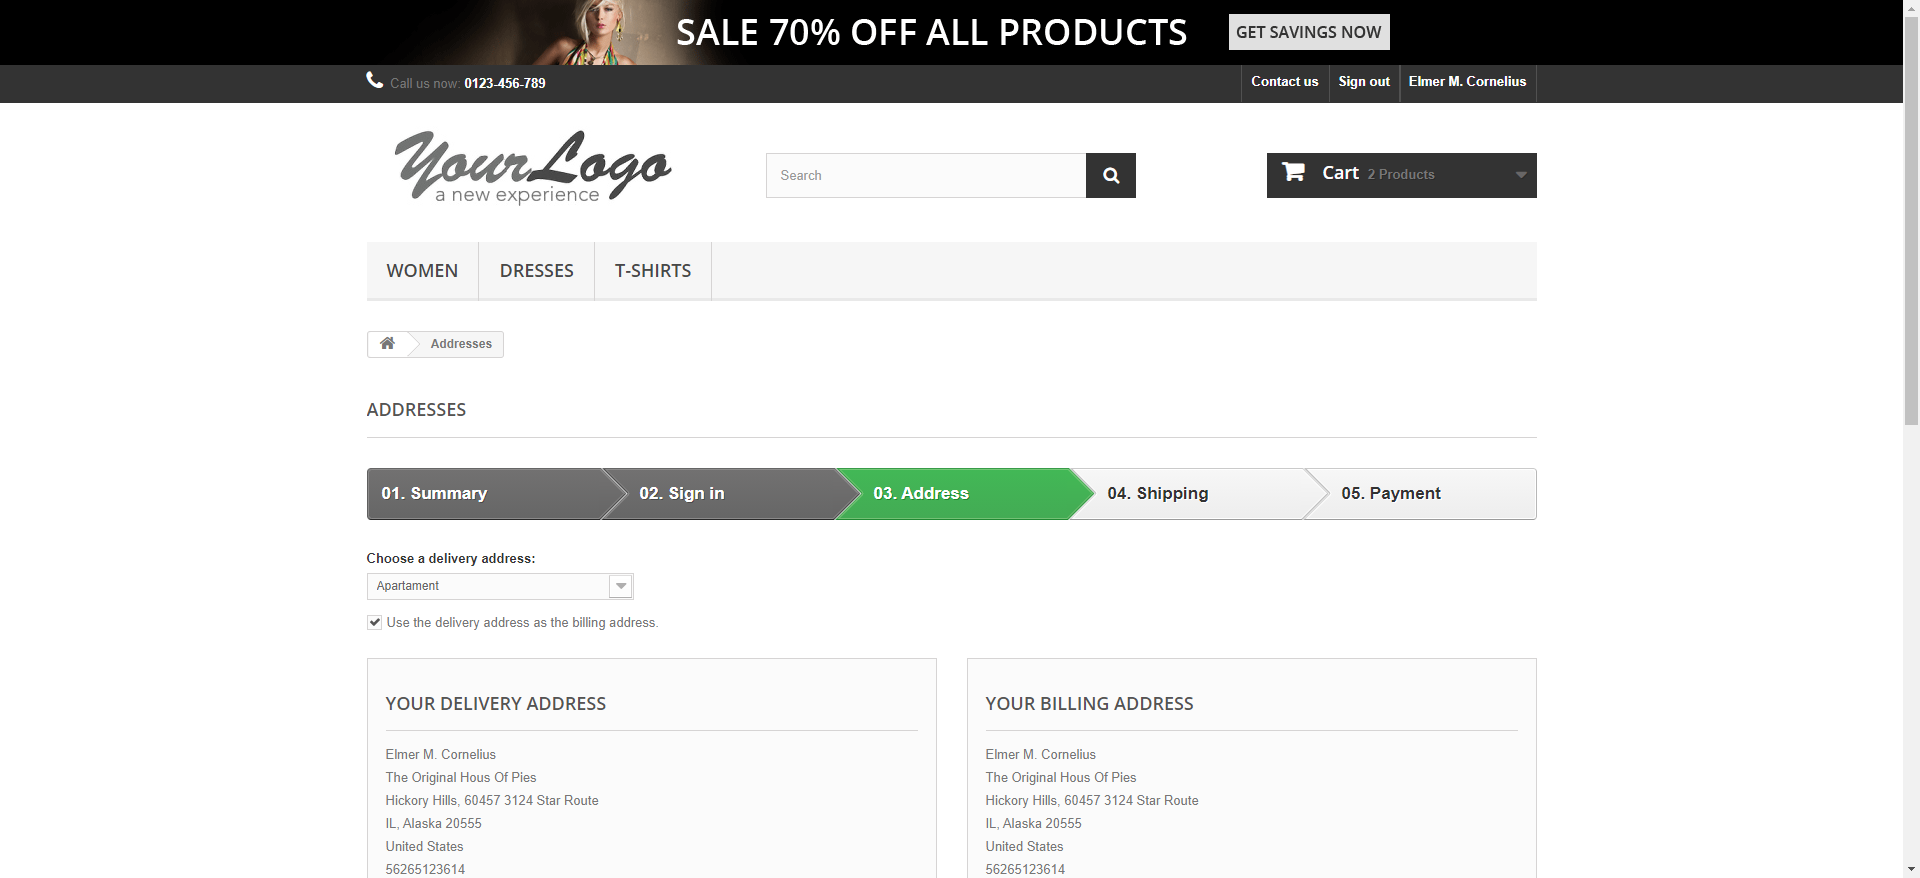 SALE 70% OFF ALL PRODUCTS GET SAVINGS NOW
Call us now: 0123-456-789 Contact us Sign out Elmer M. Cornelius
Your Logo
a new experience
Search
Cart 2 Products
WOMEN DRESSES T-SHIRTS
Addresses
ADDRESSES
01. Summary 02. Sign in 03. Address 04. Shipping 05. Payment
Choose a delivery address:
Apartament
Use the delivery address as the billing address.
YOUR DELIVERY ADDRESS
Elmer M. Cornelius
The Original Hous Of Pies
Hickory Hills, 60457 3124 Star Route
IL, Alaska 20555
United States
56265123614
YOUR BILLING ADDRESS
Elmer M. Cornelius
The Original Hous Of Pies
Hickory Hills, 60457 3124 Star Route
IL, Alaska 20555
United States
56265123614